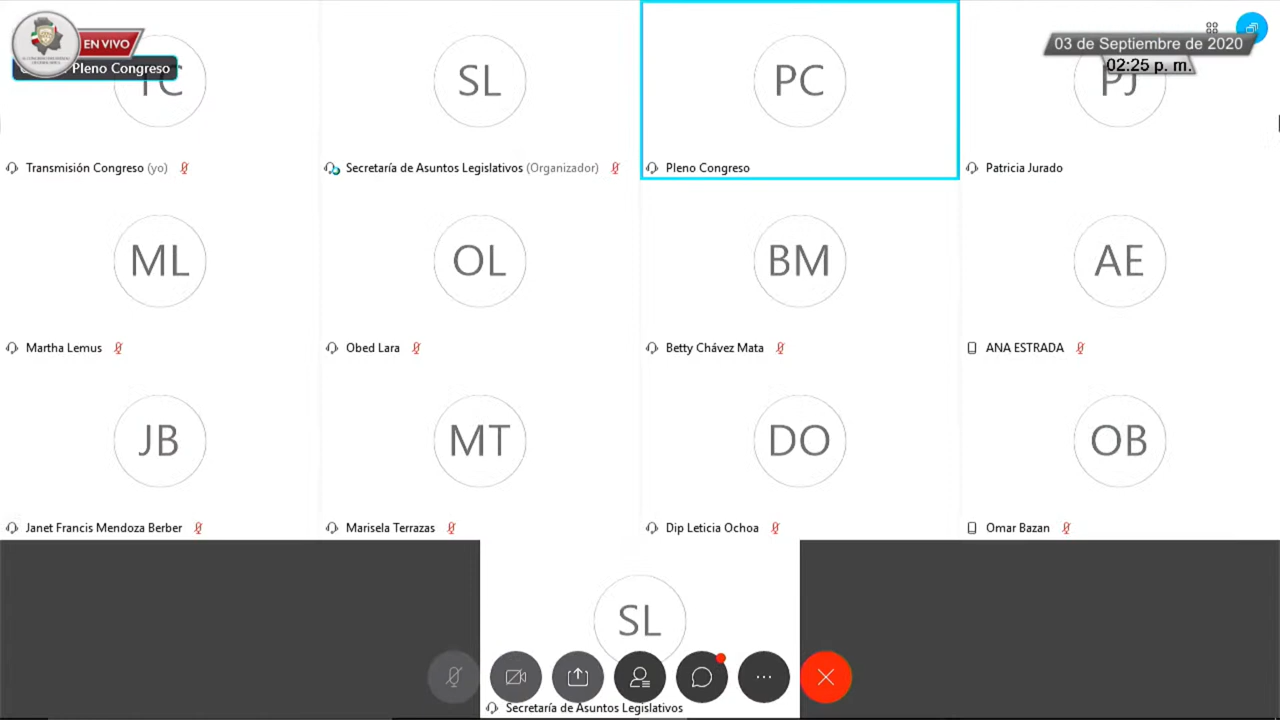 EN VIVO
Pleno Congreso
03 de Septiembre de 2020
02:25 p. m.
TC
SL
PC
PJ
Transmisión Congreso (yo)
Secretaría de Asuntos Legislativos (Organizador)
Pleno Congreso
Patricia Jurado
ML
OL
BM
AE
Martha Lemus
Obed Lara
Betty Chávez Mata
ANA ESTRADA
JB
MT
DO
OB
Janet Francis Mendoza Berber
Marisela Terrazas
Dip Leticia Ochoa
Omar Bazan
SL
Secretaría de Asuntos Legislativos